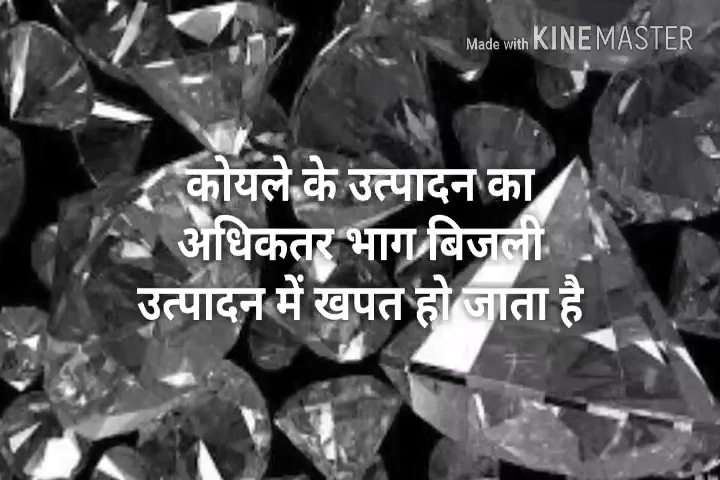 Made with KINEMASTER
कोयले के उत्पादन का
अधिकतर भाग बिजली
उत्पादन में खपत हो जाता है